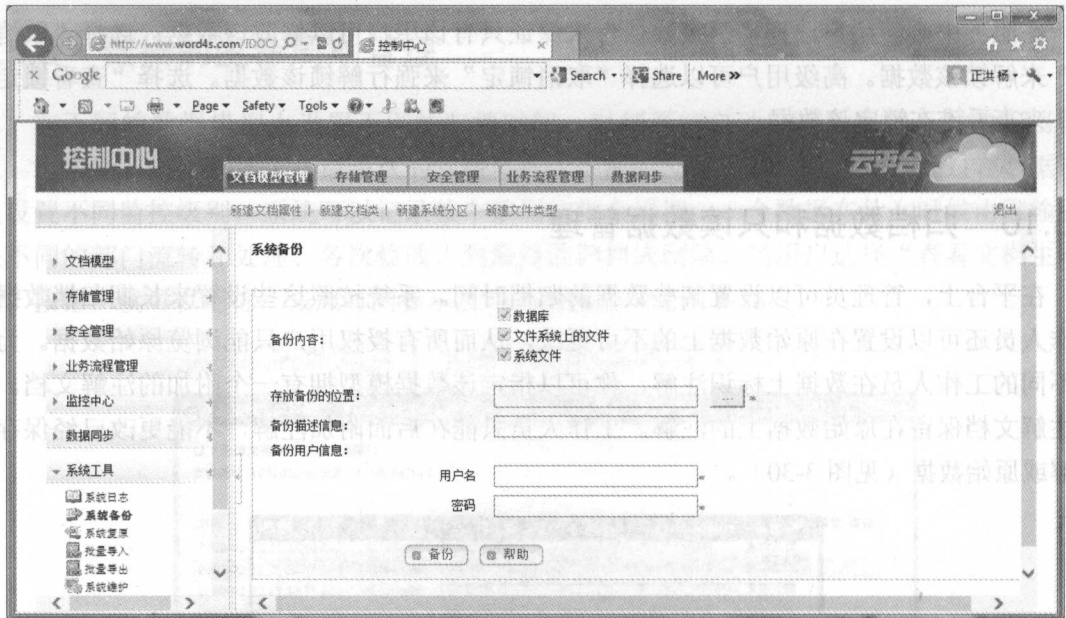 http://www.word4s.com/IDOC/
控制中心
Google
Search
Share
More >>
正洪 杨
Page
Safety
Tools
控制中心
云平台
文档模型管理
存储管理
安全管理
业务流程管理
数据同步
新建文档属性 | 新建文档类 | 新建系统分区 | 新建文件类型
退出
文档模型
存储管理
安全管理
业务流程管理
监控中心
数据同步
系统工具
系统日志
系统备份
系统复原
批量导入
批量导出
系统维护
系统备份
备份内容：
数据库
文件系统上的文件
系统文件
存放备份的位置：
*
备份描述信息：
备份用户信息：
用户名
*
密码
*
备份
帮助